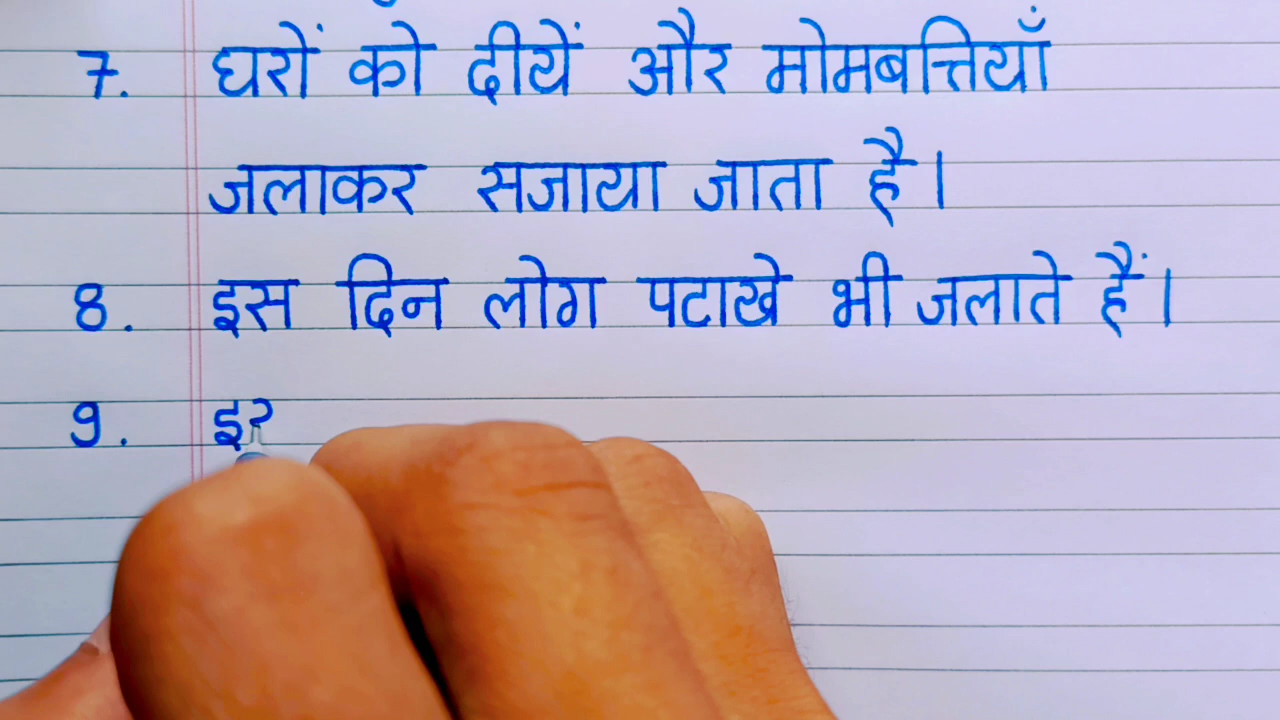 7. घरों को दीयें और मोमबत्तियाँ
जलाकर सजाया जाता है।
8. इस दिन लोग पटाखे भी जलाते हैं।
9. इ